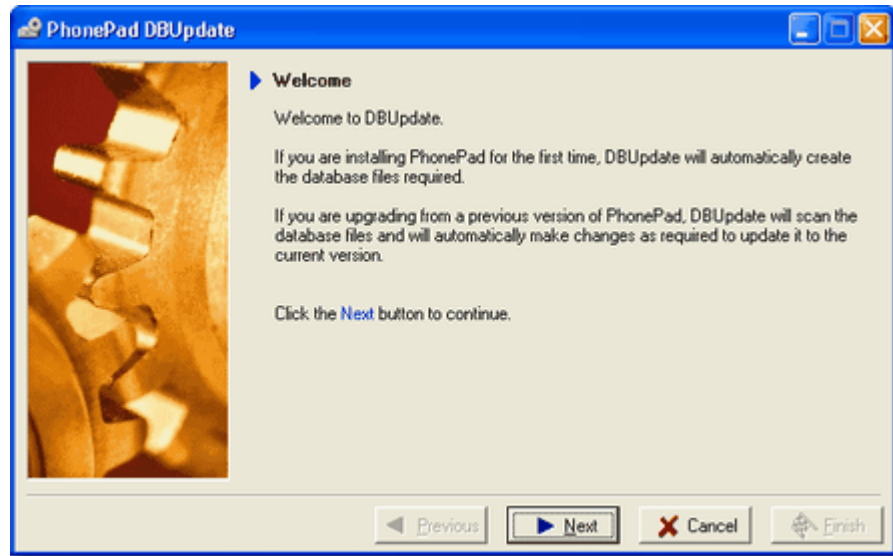 PhonePad DBUpdate
Welcome
Welcome to DBUpdate.
If you are installing PhonePad for the first time, DBUpdate will automatically create
the database files required.
If you are upgrading from a previous version of PhonePad, DBUpdate will scan the
database files and will automatically make changes as required to update it to the
current version.
Click the Next button to continue.
Previous
Next
Cancel
Finish